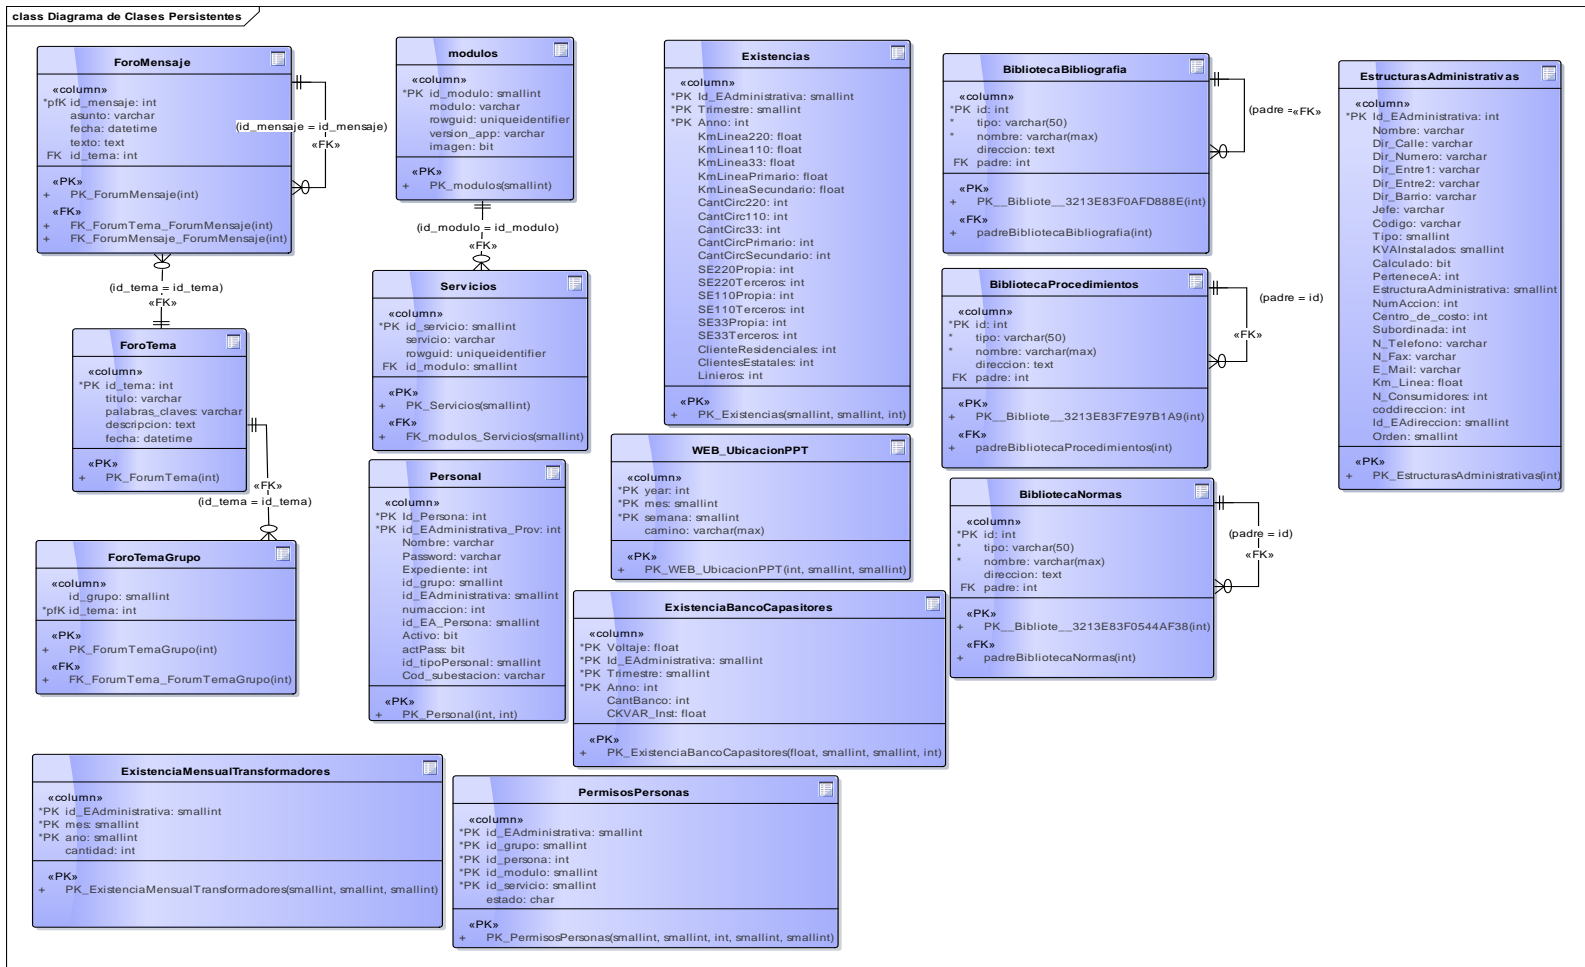 class Diagrama de Clases Persistentes
ForoMensaje
«column»
*pfK id_mensaje: int
asunto: varchar
fecha: datetime
texto: text
FK id_tema: int
«PK»
+ PK_ForumMensaje(int)
«FK»
+ FK_ForumTema_ForumMensaje(int)
+ FK_ForumMensaje_ForumMensaje(int)
(id_mensaje = id_mensaje)
«FK»
(id_tema = id_tema)
«FK»
ForoTema
«column»
*PK id_tema: int
titulo: varchar
palabras_claves: varchar
descripcion: text
fecha: datetime
«PK»
+ PK_ForumTema(int)
«FK»
(id_tema = id_tema)
ForoTemaGrupo
«column»
id_grupo: smallint
*pfK id_tema: int
«PK»
+ PK_ForumTemaGrupo(int)
«FK»
+ FK_ForumTema_ForumTemaGrupo(int)
modulos
«column»
*PK id_modulo: smallint
modulo: varchar
rowguid: uniqueidentifier
version_app: varchar
imagen: bit
«PK»
+ PK_modulos(smallint)
(id_modulo = id_modulo)
«FK»
Servicios
«column»
*PK id_servicio: smallint
servicio: varchar
rowguid: uniqueidentifier
FK id_modulo: smallint
«PK»
+ PK_Servicios(smallint)
«FK»
+ FK_modulos_Servicios(smallint)
Personal
«column»
*PK Id_Persona: int
*PK id_EAdministrativa_Prov: int
Nombre: varchar
Password: varchar
Expediente: int
id_grupo: smallint
id_EAdministrativa: smallint
numaccion: int
id_EA_Persona: smallint
Activo: bit
actPass: bit
id_tipoPersonal: smallint
Cod_subestacion: varchar
«PK»
+ PK_Personal(int, int)
Existencias
«column»
*PK Id_EAdministrativa: smallint
*PK Trimestre: smallint
*PK Anno: int
KmLinea220: float
KmLinea110: float
KmLinea33: float
KmLineaPrimario: float
KmLineaSecundario: float
CantCirc220: int
CantCirc110: int
CantCirc33: int
CantCircPrimario: int
CantCircSecundario: int
SE220Propia: int
SE220Terceros: int
SE110Propia: int
SE110Terceros: int
SE33Propia: int
SE33Terceros: int
ClienteResidenciales: int
ClientesEstatales: int
Linieros: int
«PK»
+ PK_Existencias(smallint, smallint, int)
WEB_UbicacionPPT
«column»
*PK year: int
*PK mes: smallint
*PK semana: smallint
camino: varchar(max)
«PK»
+ PK_WEB_UbicacionPPT(int, smallint, smallint)
ExistenciaBancoCapasitores
«column»
*PK Voltaje: float
*PK Id_EAdministrativa: smallint
*PK Trimestre: smallint
*PK Anno: int
CantBanco: int
CKVAR_Inst: float
«PK»
+ PK_ExistenciaBancoCapasitores(float, smallint, smallint, int)
BibliotecaBibliografia
«column»
*PK id: int
* tipo: varchar(50)
* nombre: varchar(max)
direccion: text
FK padre: int
«PK»
+ PK__Bibliote__3213E83F0AFD888E(int)
«FK»
+ padreBibliotecaBibliografia(int)
(padre = «FK»
BibliotecaProcedimientos
«column»
*PK id: int
* tipo: varchar(50)
* nombre: varchar(max)
direccion: text
FK padre: int
«PK»
+ PK__Bibliote__3213E83F7E97B1A9(int)
«FK»
+ padreBibliotecaProcedimientos(int)
(padre = id)
«FK»
BibliotecaNormas
«column»
*PK id: int
* tipo: varchar(50)
* nombre: varchar(max)
direccion: text
FK padre: int
«PK»
+ PK__Bibliote__3213E83F0544AF38(int)
«FK»
+ padreBibliotecaNormas(int)
(padre = id)
«FK»
EstructurasAdministrativas
«column»
*PK Id_EAdministrativa: int
Nombre: varchar
Dir_Calle: varchar
Dir_Numero: varchar
Dir_Entre1: varchar
Dir_Entre2: varchar
Dir_Barrio: varchar
Jefe: varchar
Codigo: varchar
Tipo: smallint
KVAInstalados: smallint
Calculado: bit
PerteneceA: int
EstructuraAdministrativa: smallint
NumAccion: int
Centro_de_costo: int
Subordinada: int
N_Telefono: varchar
N_Fax: varchar
E_Mail: varchar
Km_Linea: float
N_Consumidores: int
coddireccion: int
Id_EAdireccion: smallint
Orden: smallint
«PK»
+ PK_EstructurasAdministrativas(int)
ExistenciaMensualTransformadores
«column»
*PK id_EAdministrativa: smallint
*PK mes: smallint
*PK ano: smallint
cantidad: int
«PK»
+ PK_ExistenciaMensualTransformadores(smallint, smallint, smallint)
PermisosPersonas
«column»
*PK id_EAdministrativa: smallint
*PK id_grupo: smallint
*PK id_persona: int
*PK id_modulo: smallint
*PK id_servicio: smallint
estado: char
«PK»
+ PK_PermisosPersonas(smallint, smallint, int, smallint, smallint)